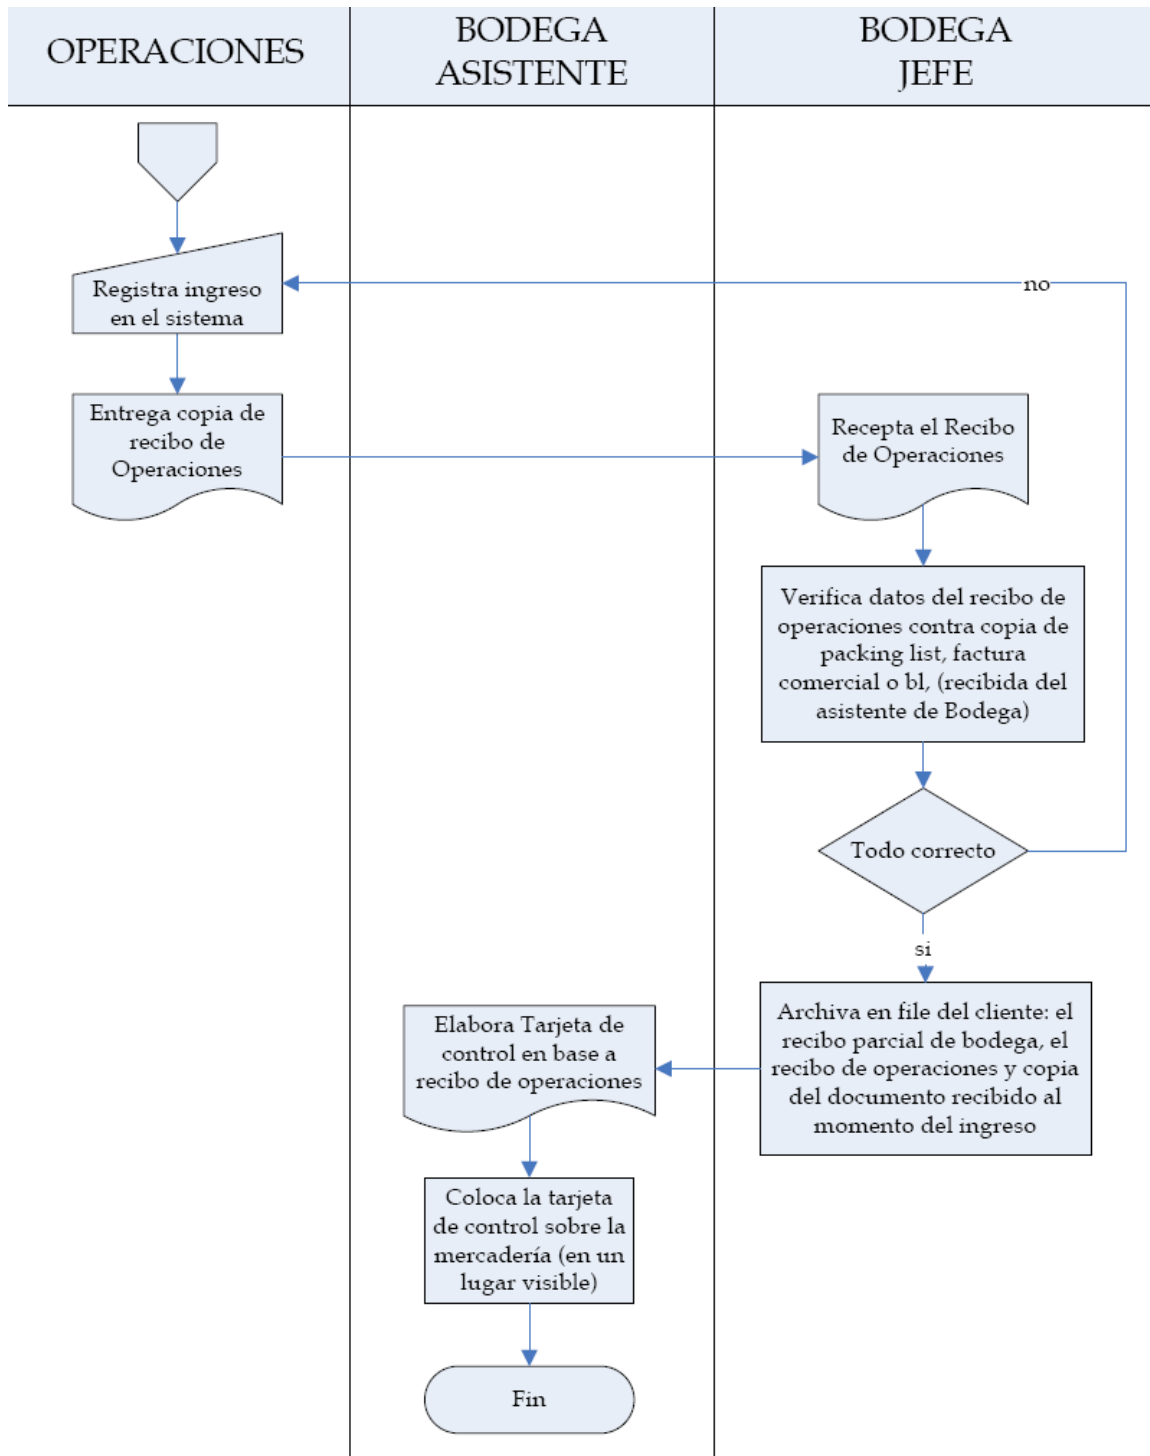 OPERACIONES
BODEGA
ASISTENTE
BODEGA
JEFE
Registra ingreso
en el sistema
no
Entrega copia de
recibo de
Operaciones
Recepta el Recibo
de Operaciones
Verifica datos del recibo de
operaciones contra copia de
packing list, factura
comercial o bl, (recibida del
asistente de Bodega)
Todo correcto
si
Archiva en file del cliente: el
recibo parcial de bodega, el
recibo de operaciones y copia
del documento recibido al
momento del ingreso
Elabora Tarjeta de
control en base a
recibo de operaciones
Coloca la tarjeta
de control sobre la
mercadería (en un
lugar visible)
Fin